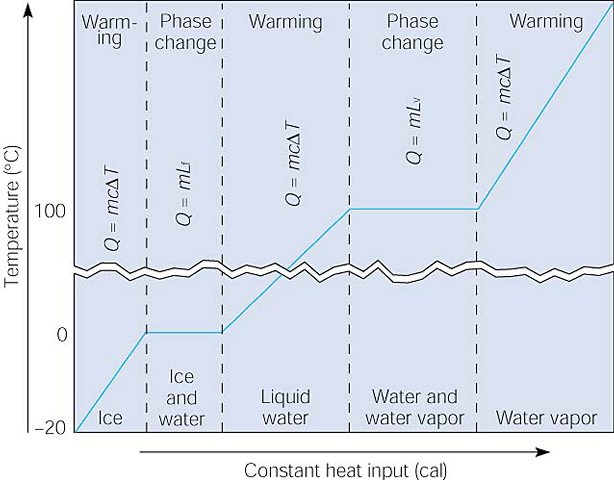 Warm-
ing
Phase
change
Warming
Phase
change
Warming
Q = mcΔT
Q = mLf
Q = mcΔT
Q = mLv
Q = mcΔT
Temperature (°C)
100
0
–20
Ice
Ice
and
water
Liquid
water
Water and
water vapor
Water vapor
Constant heat input (cal)